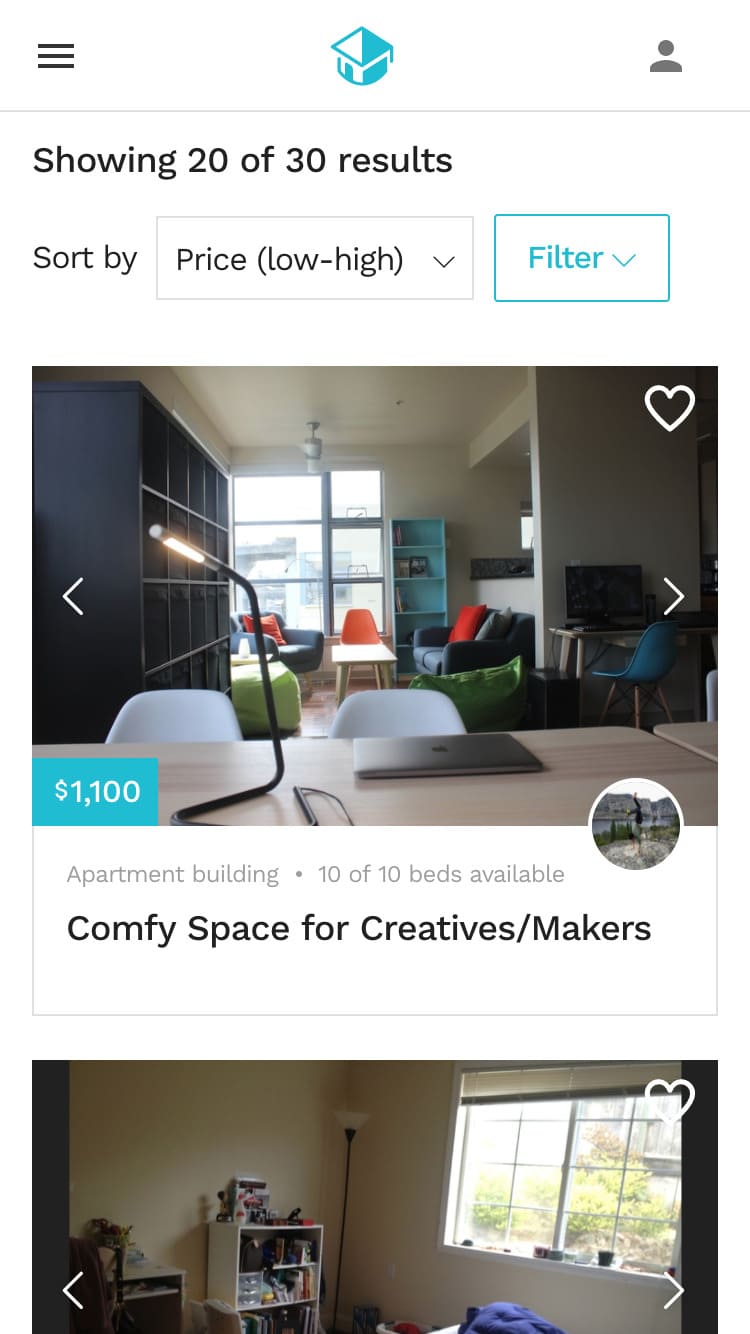 Showing 20 of 30 results
Sort by Price (low-high) Filter
$1,100
Apartment building • 10 of 10 beds available
Comfy Space for Creatives/Makers